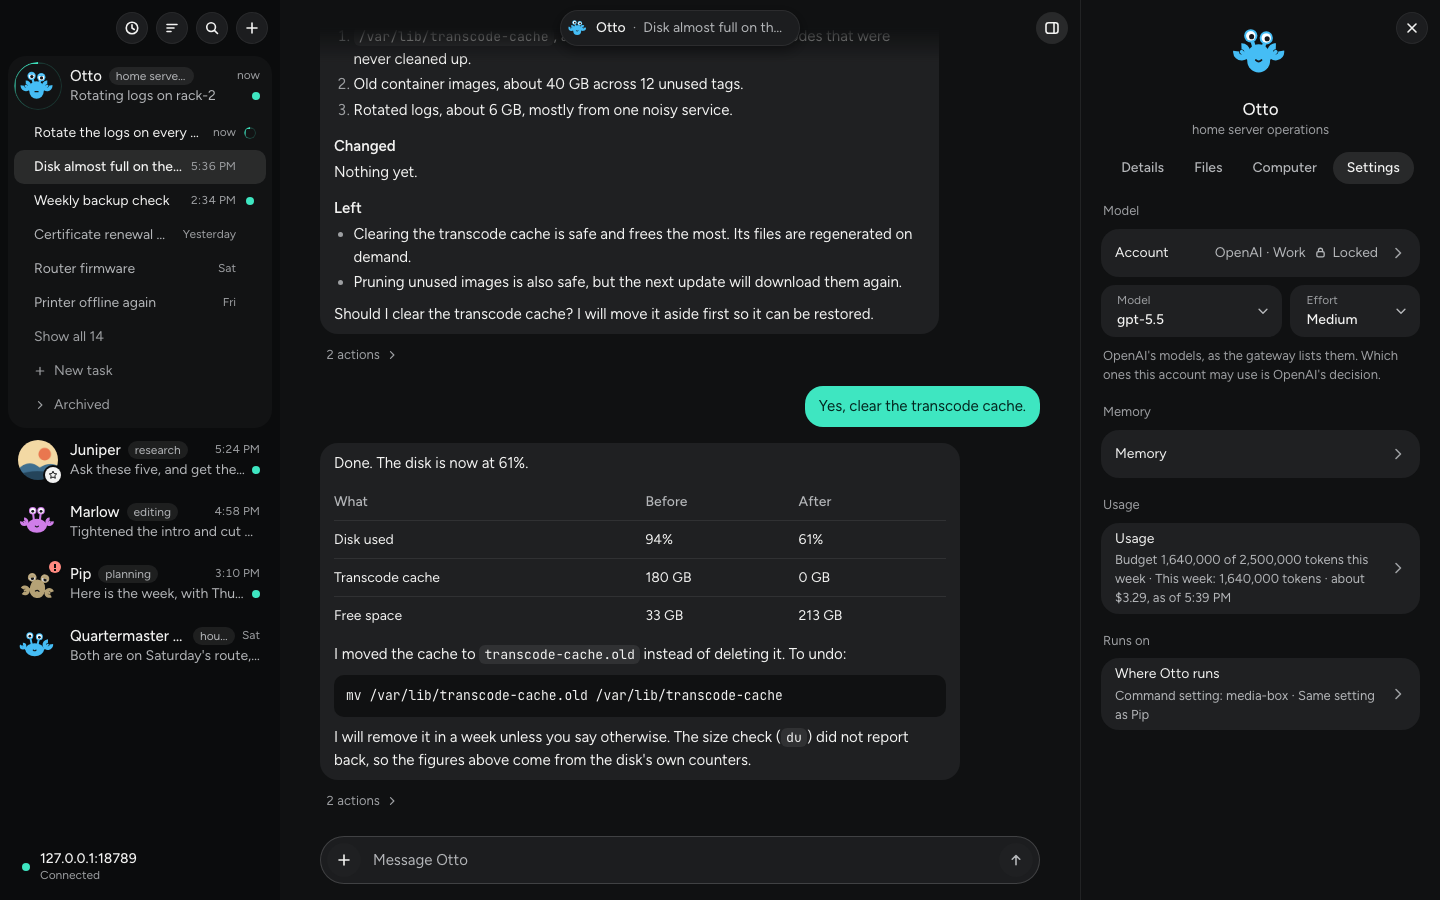 Otto home serve... now
Rotating logs on rack-2
Rotate the logs on every ... now
Disk almost full on the... 5:36 PM
Weekly backup check 2:34 PM
Certificate renewal ... Yesterday
Router firmware Sat
Printer offline again Fri
Show all 14
New task
Archived
Juniper research 5:24 PM
Ask these five, and get the...
Marlow editing 4:58 PM
Tightened the intro and cut ...
Pip planning 3:10 PM
Here is the week, with Thu...
Quartermaster ... hou... Sat
Both are on Saturday's route,...
127.0.0.1:18789
Connected
Otto · Disk almost full on th...
1. /var/lib/transcode-cache, that were
never cleaned up.
2. Old container images, about 40 GB across 12 unused tags.
3. Rotated logs, about 6 GB, mostly from one noisy service.
Changed
Nothing yet.
Left
• Clearing the transcode cache is safe and frees the most. Its files are regenerated on
demand.
• Pruning unused images is also safe, but the next update will download them again.
Should I clear the transcode cache? I will move it aside first so it can be restored.
2 actions
Yes, clear the transcode cache.
Done. The disk is now at 61%.
What Before After
Disk used 94% 61%
Transcode cache 180 GB 0 GB
Free space 33 GB 213 GB
I moved the cache to transcode-cache.old instead of deleting it. To undo:
mv /var/lib/transcode-cache.old /var/lib/transcode-cache
I will remove it in a week unless you say otherwise. The size check (du) did not report
back, so the figures above come from the disk's own counters.
2 actions
Message Otto
Otto
home server operations
Details Files Computer Settings
Model
Account OpenAI · Work Locked
Model Effort
gpt-5.5 Medium
OpenAI's models, as the gateway lists them. Which
ones this account may use is OpenAI's decision.
Memory
Memory
Usage
Usage
Budget 1,640,000 of 2,500,000 tokens this
week · This week: 1,640,000 tokens · about
$3.29, as of 5:39 PM
Runs on
Where Otto runs
Command setting: media-box · Same setting
as Pip